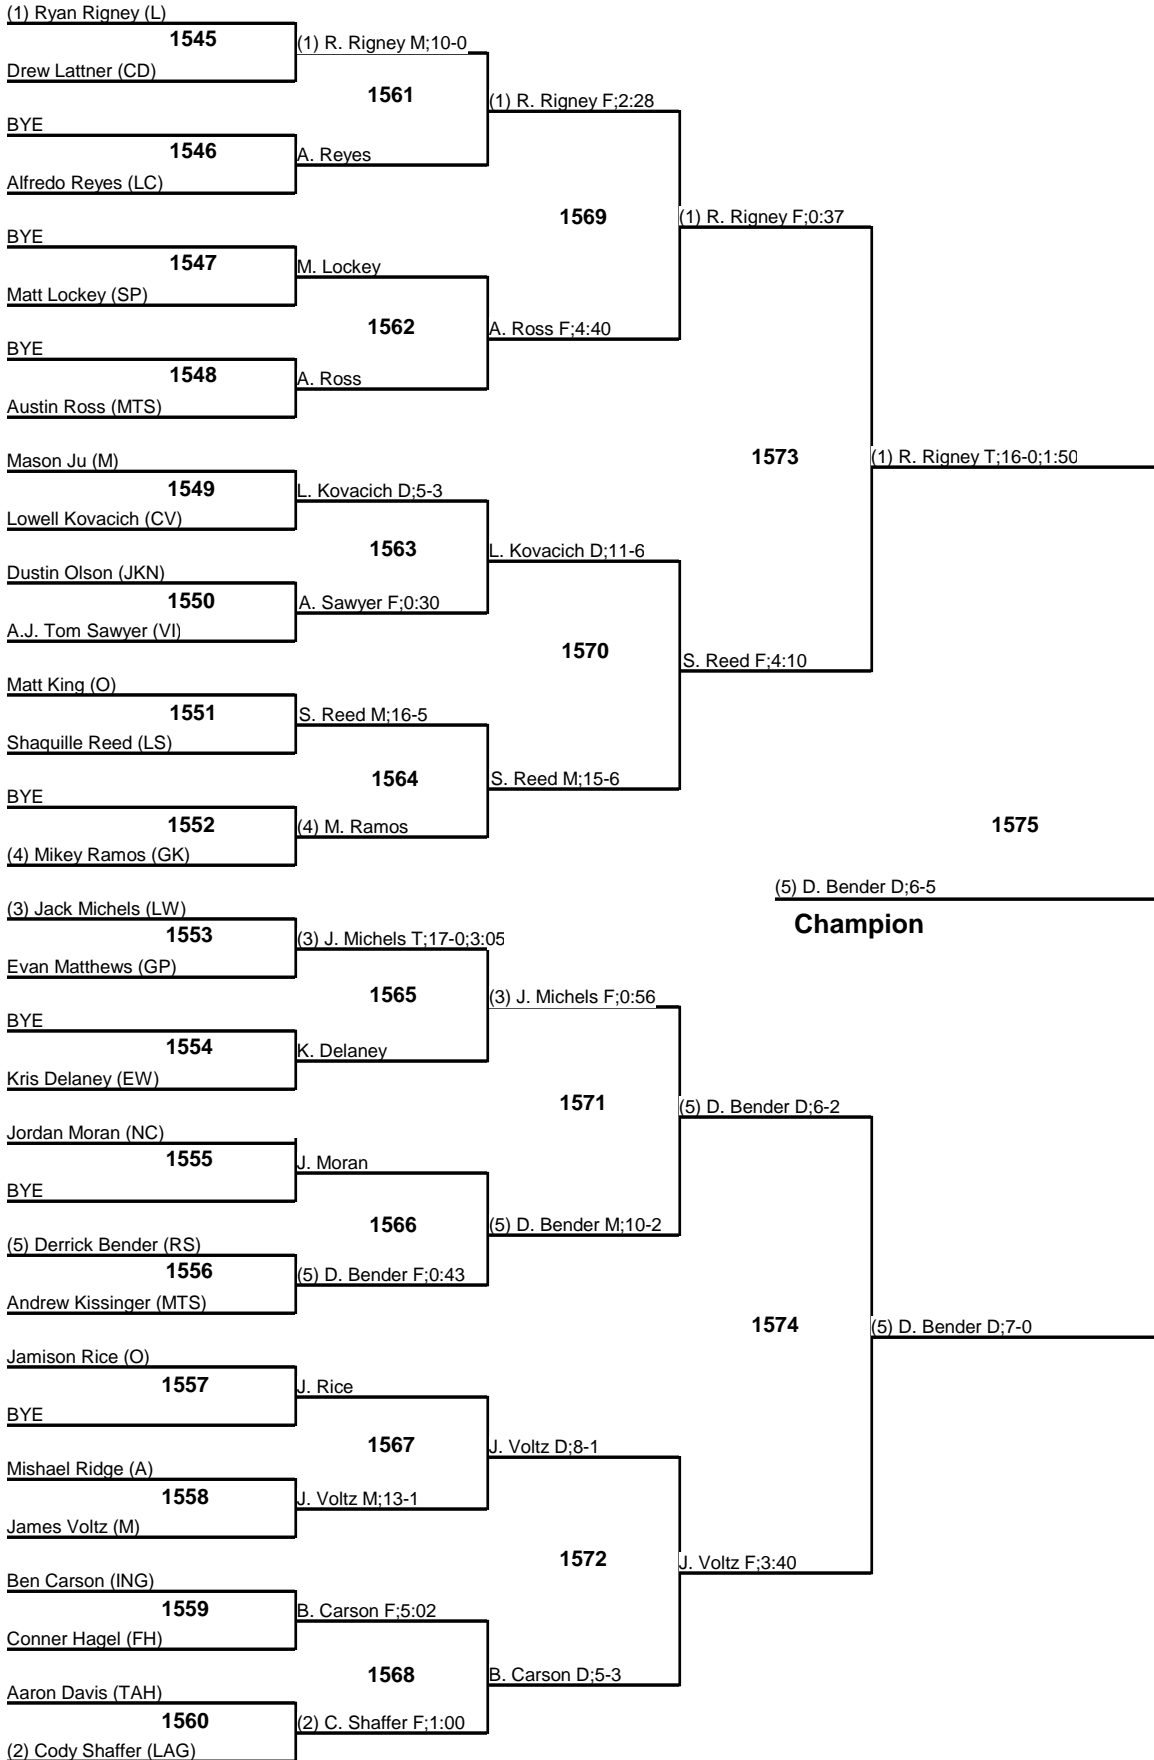 (1) Ryan Rigney (L)
1545
(1) R. Rigney M;10-0
Drew Lattner (CD)
1561
(1) R. Rigney F;2:28
BYE
1546
A. Reyes
Alfredo Reyes (LC)
1569
(1) R. Rigney F;0:37
BYE
1547
M. Lockey
Matt Lockey (SP)
1562
A. Ross F;4:40
BYE
1548
A. Ross
Austin Ross (MTS)
1573
(1) R. Rigney T;16-0;1:50
Mason Ju (M)
1549
L. Kovacich D;5-3
Lowell Kovacich (CV)
1563
L. Kovacich D;11-6
Dustin Olson (JKN)
1550
A. Sawyer F;0:30
A.J. Tom Sawyer (VI)
1570
S. Reed F;4:10
Matt King (O)
1551
S. Reed M;16-5
Shaquille Reed (LS)
1564
S. Reed M;15-6
BYE
1552
(4) M. Ramos
(4) Mikey Ramos (GK)
1575
(5) D. Bender D;6-5
Champion
(3) Jack Michels (LW)
1553
(3) J. Michels T;17-0;3:05
Evan Matthews (GP)
1565
(3) J. Michels F;0:56
BYE
1554
K. Delaney
Kris Delaney (EW)
1571
(5) D. Bender D;6-2
Jordan Moran (NC)
1555
J. Moran
BYE
1566
(5) D. Bender M;10-2
(5) Derrick Bender (RS)
1556
(5) D. Bender F;0:43
Andrew Kissinger (MTS)
1574
(5) D. Bender D;7-0
Jamison Rice (O)
1557
J. Rice
BYE
1567
J. Voltz D;8-1
Mishael Ridge (A)
1558
J. Voltz M;13-1
James Voltz (M)
1572
J. Voltz F;3:40
Ben Carson (ING)
1559
B. Carson F;5:02
Conner Hagel (FH)
1568
B. Carson D;5-3
Aaron Davis (TAH)
1560
(2) C. Shaffer F;1:00
(2) Cody Shaffer (LAG)